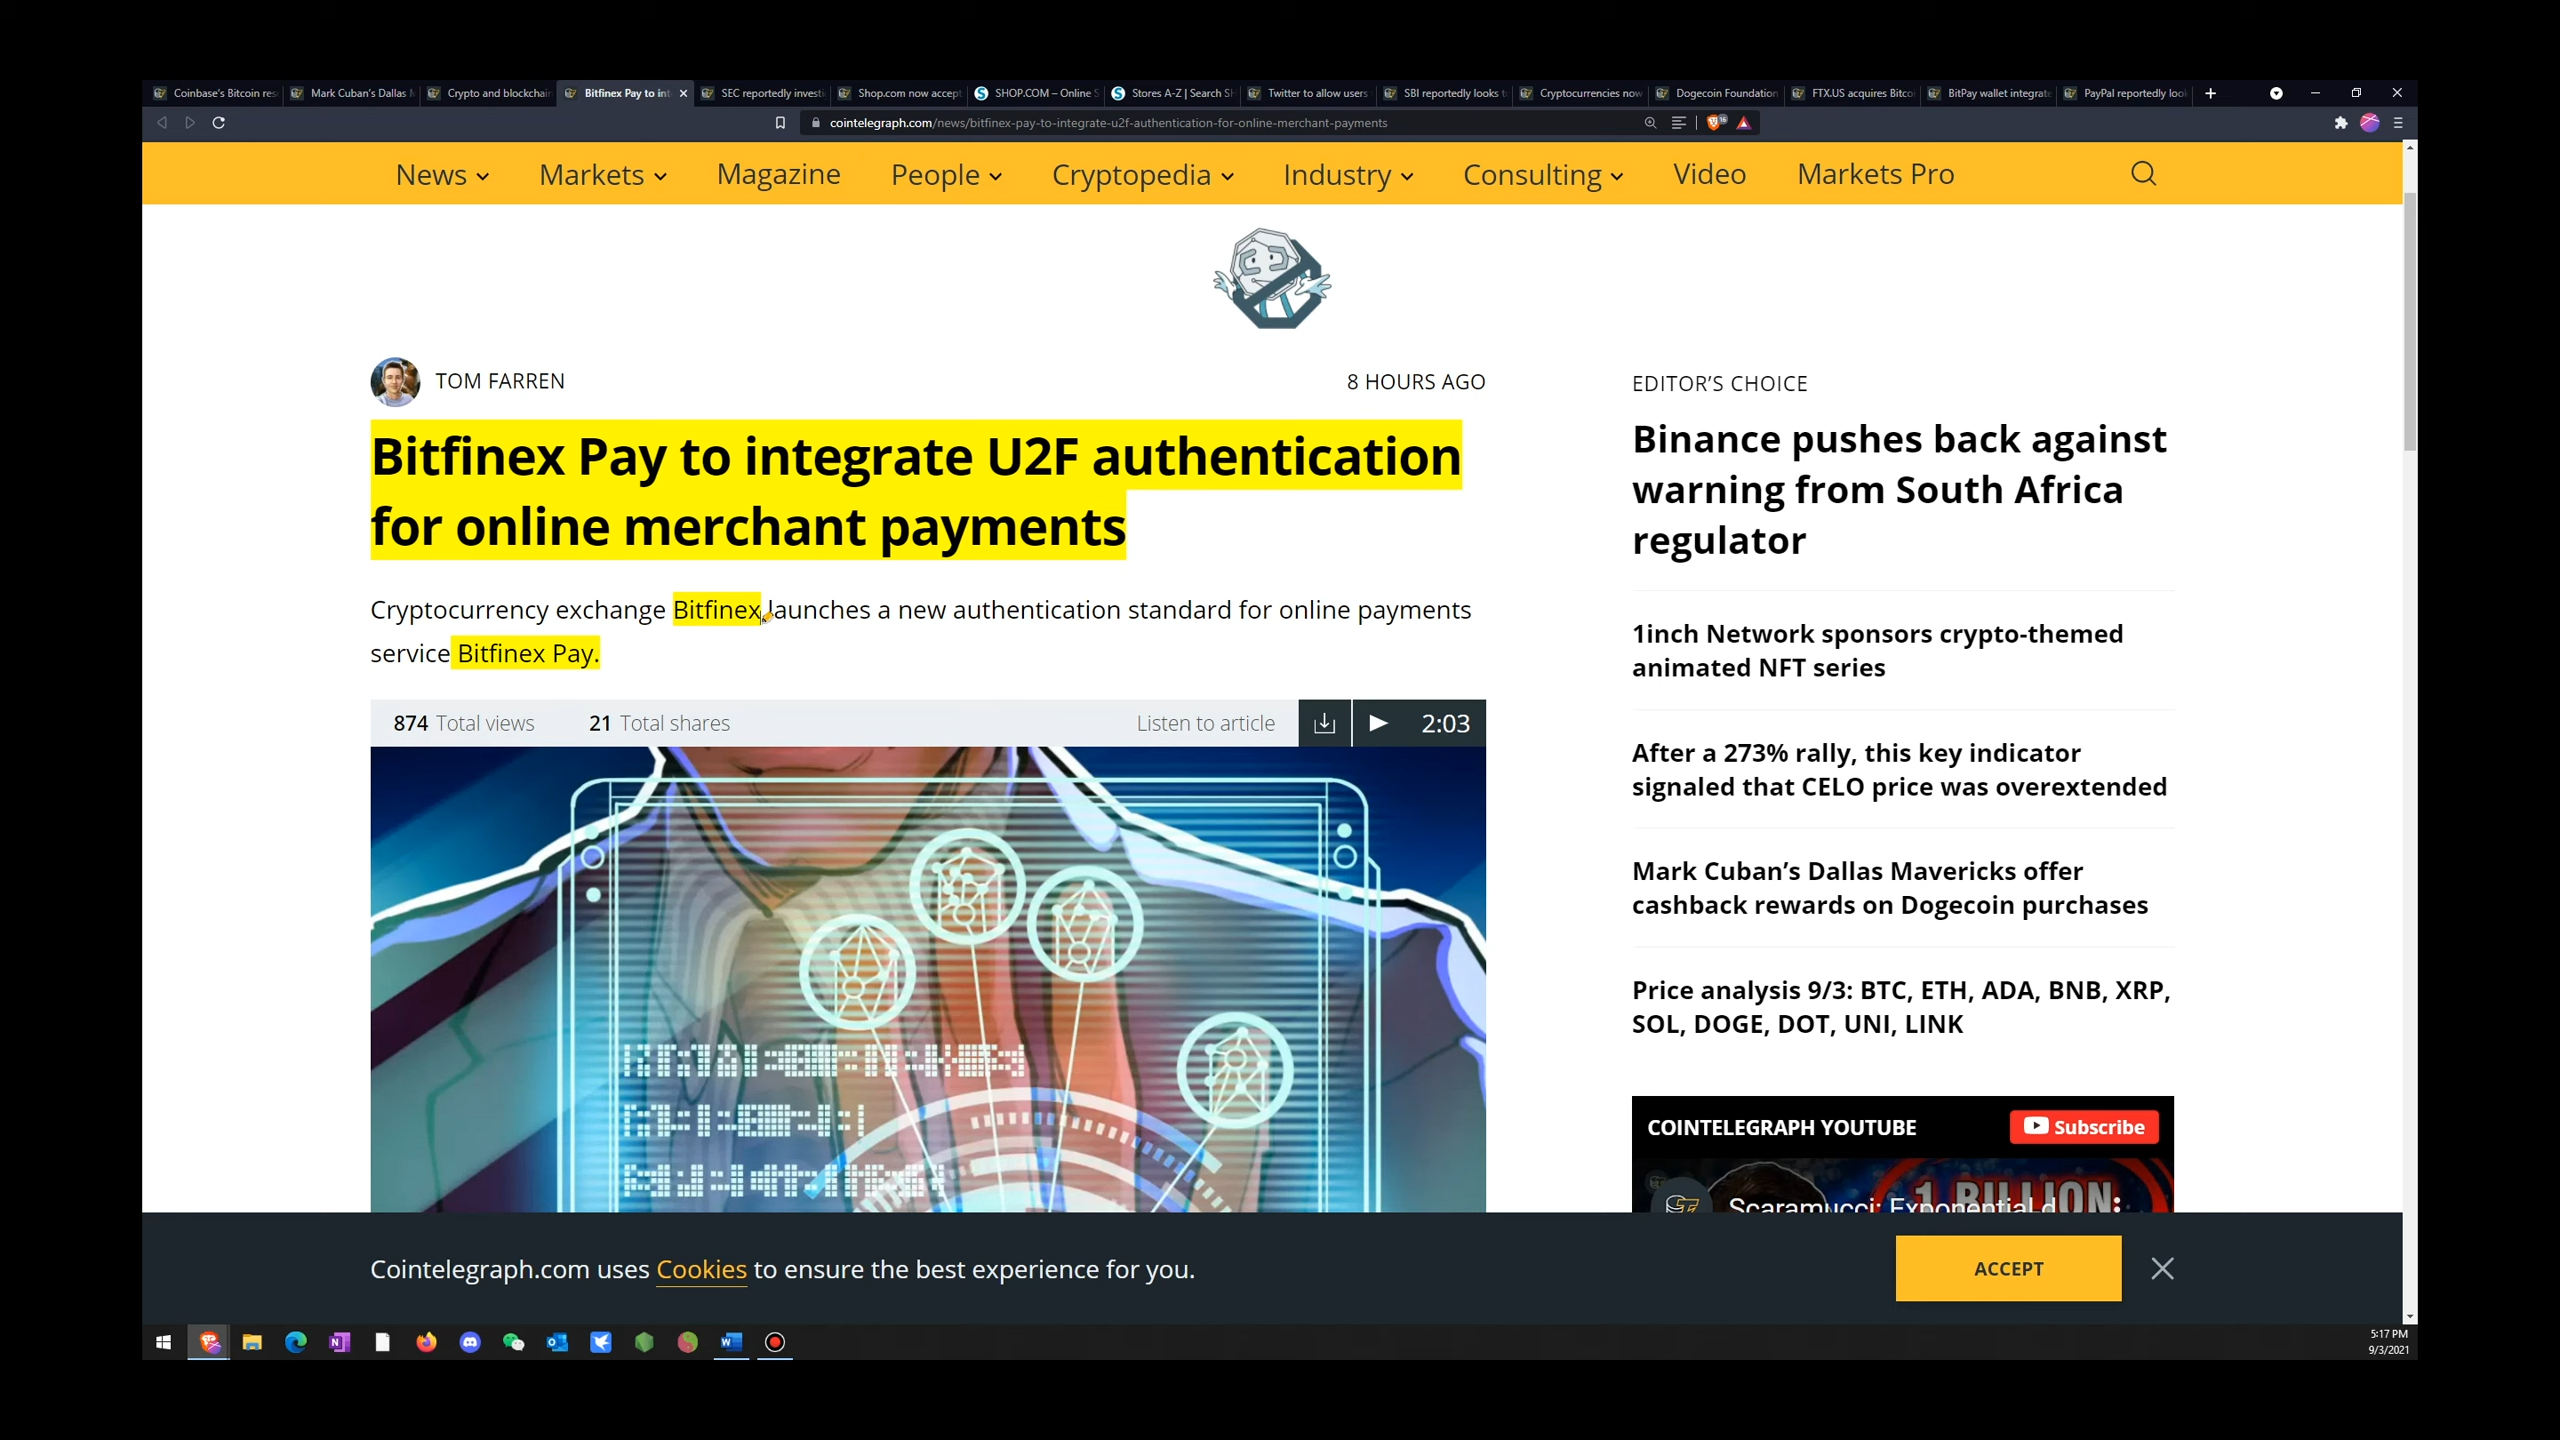 Coinbase's Bitcoin res
Mark Cuban's Dallas M
Crypto and blockchain
Bitfinex Pay to int
SEC reportedly investi
Shop.com now accept
SHOP.COM – Online S
Stores A-Z | Search SH
Twitter to allow users
SBI reportedly looks t
Cryptocurrencies now
Dogecoin Foundation
FTX.US acquires Bitco
BitPay wallet integrate
PayPal reportedly look
cointelegraph.com/news/bitfinex-pay-to-integrate-u2f-authentication-for-online-merchant-payments
News
Markets
Magazine
People
Cryptopedia
Industry
Consulting
Video
Markets Pro
TOM FARREN
8 HOURS AGO
Bitfinex Pay to integrate U2F authentication
for online merchant payments
Cryptocurrency exchange Bitfinex launches a new authentication standard for online payments
service Bitfinex Pay.
874 Total views
21 Total shares
Listen to article
2:03
EDITOR'S CHOICE
Binance pushes back against
warning from South Africa
regulator
1inch Network sponsors crypto-themed
animated NFT series
After a 273% rally, this key indicator
signaled that CELO price was overextended
Mark Cuban's Dallas Mavericks offer
cashback rewards on Dogecoin purchases
Price analysis 9/3: BTC, ETH, ADA, BNB, XRP,
SOL, DOGE, DOT, UNI, LINK
COINTELEGRAPH YOUTUBE
Subscribe
1 BILLION:
Scaramucci: Exponential d
Cointelegraph.com uses Cookies to ensure the best experience for you.
ACCEPT
5:17 PM
9/3/2021